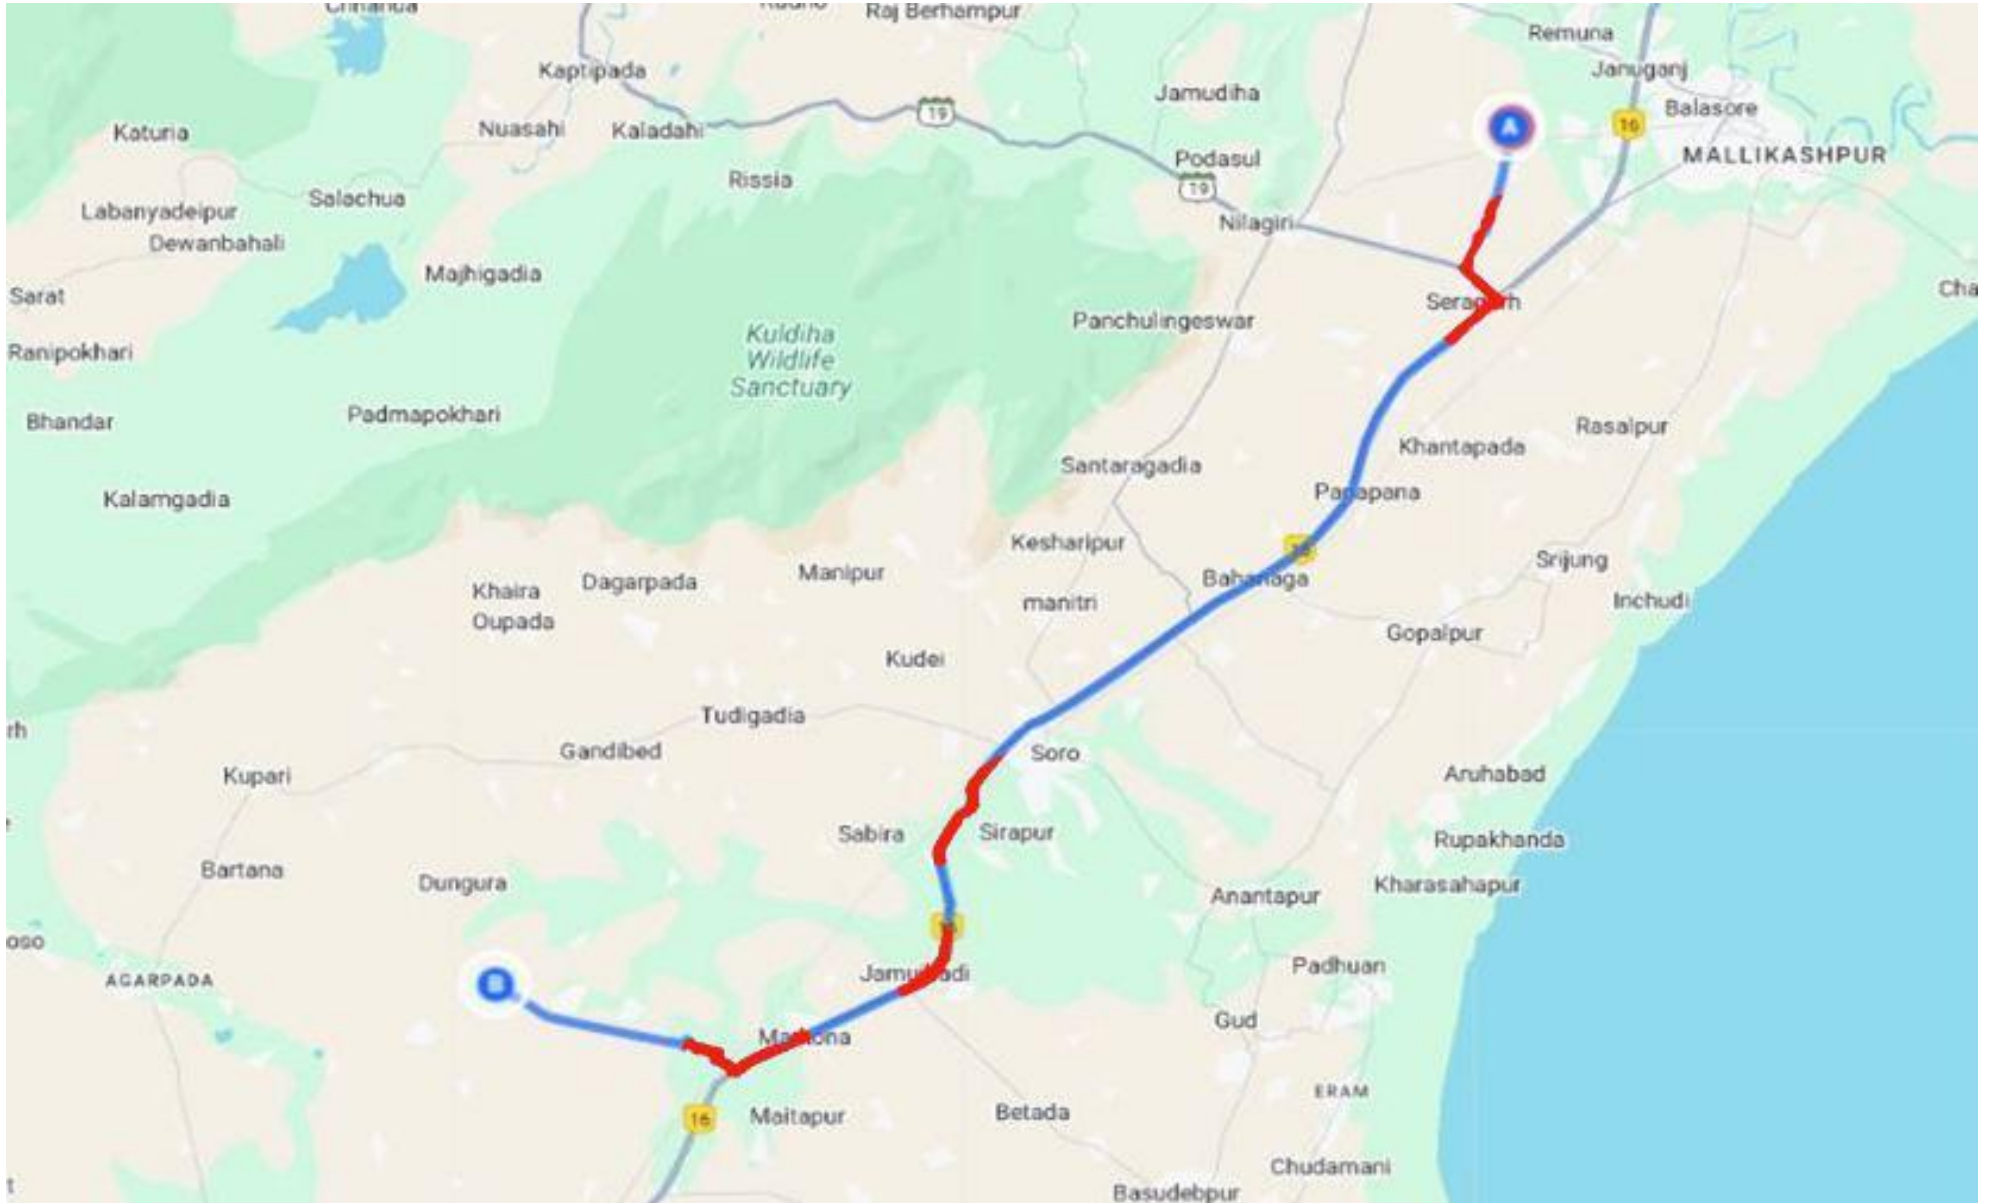 Raj Berhampur
Remuna
Kaptipada
Januganj
Jamudiha
Balasore
19
A
16
Katuria
Nuasahi
Kaladahi
MALLIKASHPUR
Podasul
Rissia
19
Salachua
Labanyadeipur
Nilagiri
Dewanbahali
Majhigadia
Sarat
Cha
Panchulingeswar
Kuldiha
Wildlife
Sanctuary
Ranipokhari
Padmapokhari
Bhandar
Rasalpur
Khantapada
Santaragadia
Kalamgadia
Kesharipur
Srijung
Manipur
Dagarpada
Khaira
Oupada
manitri
Inchudi
Gopalpur
Kudei
Tudigadia
rh
Gandibed
Soro
Kupari
Aruhabad
Sabira
Sirapur
Rupakhanda
Bartana
Dungura
Kharasahapur
Anantapur
oso
Padhuan
AGARPADA
B
Gud
ERAM
16
Maitapur
Betada
Chudamani
Basudebpur